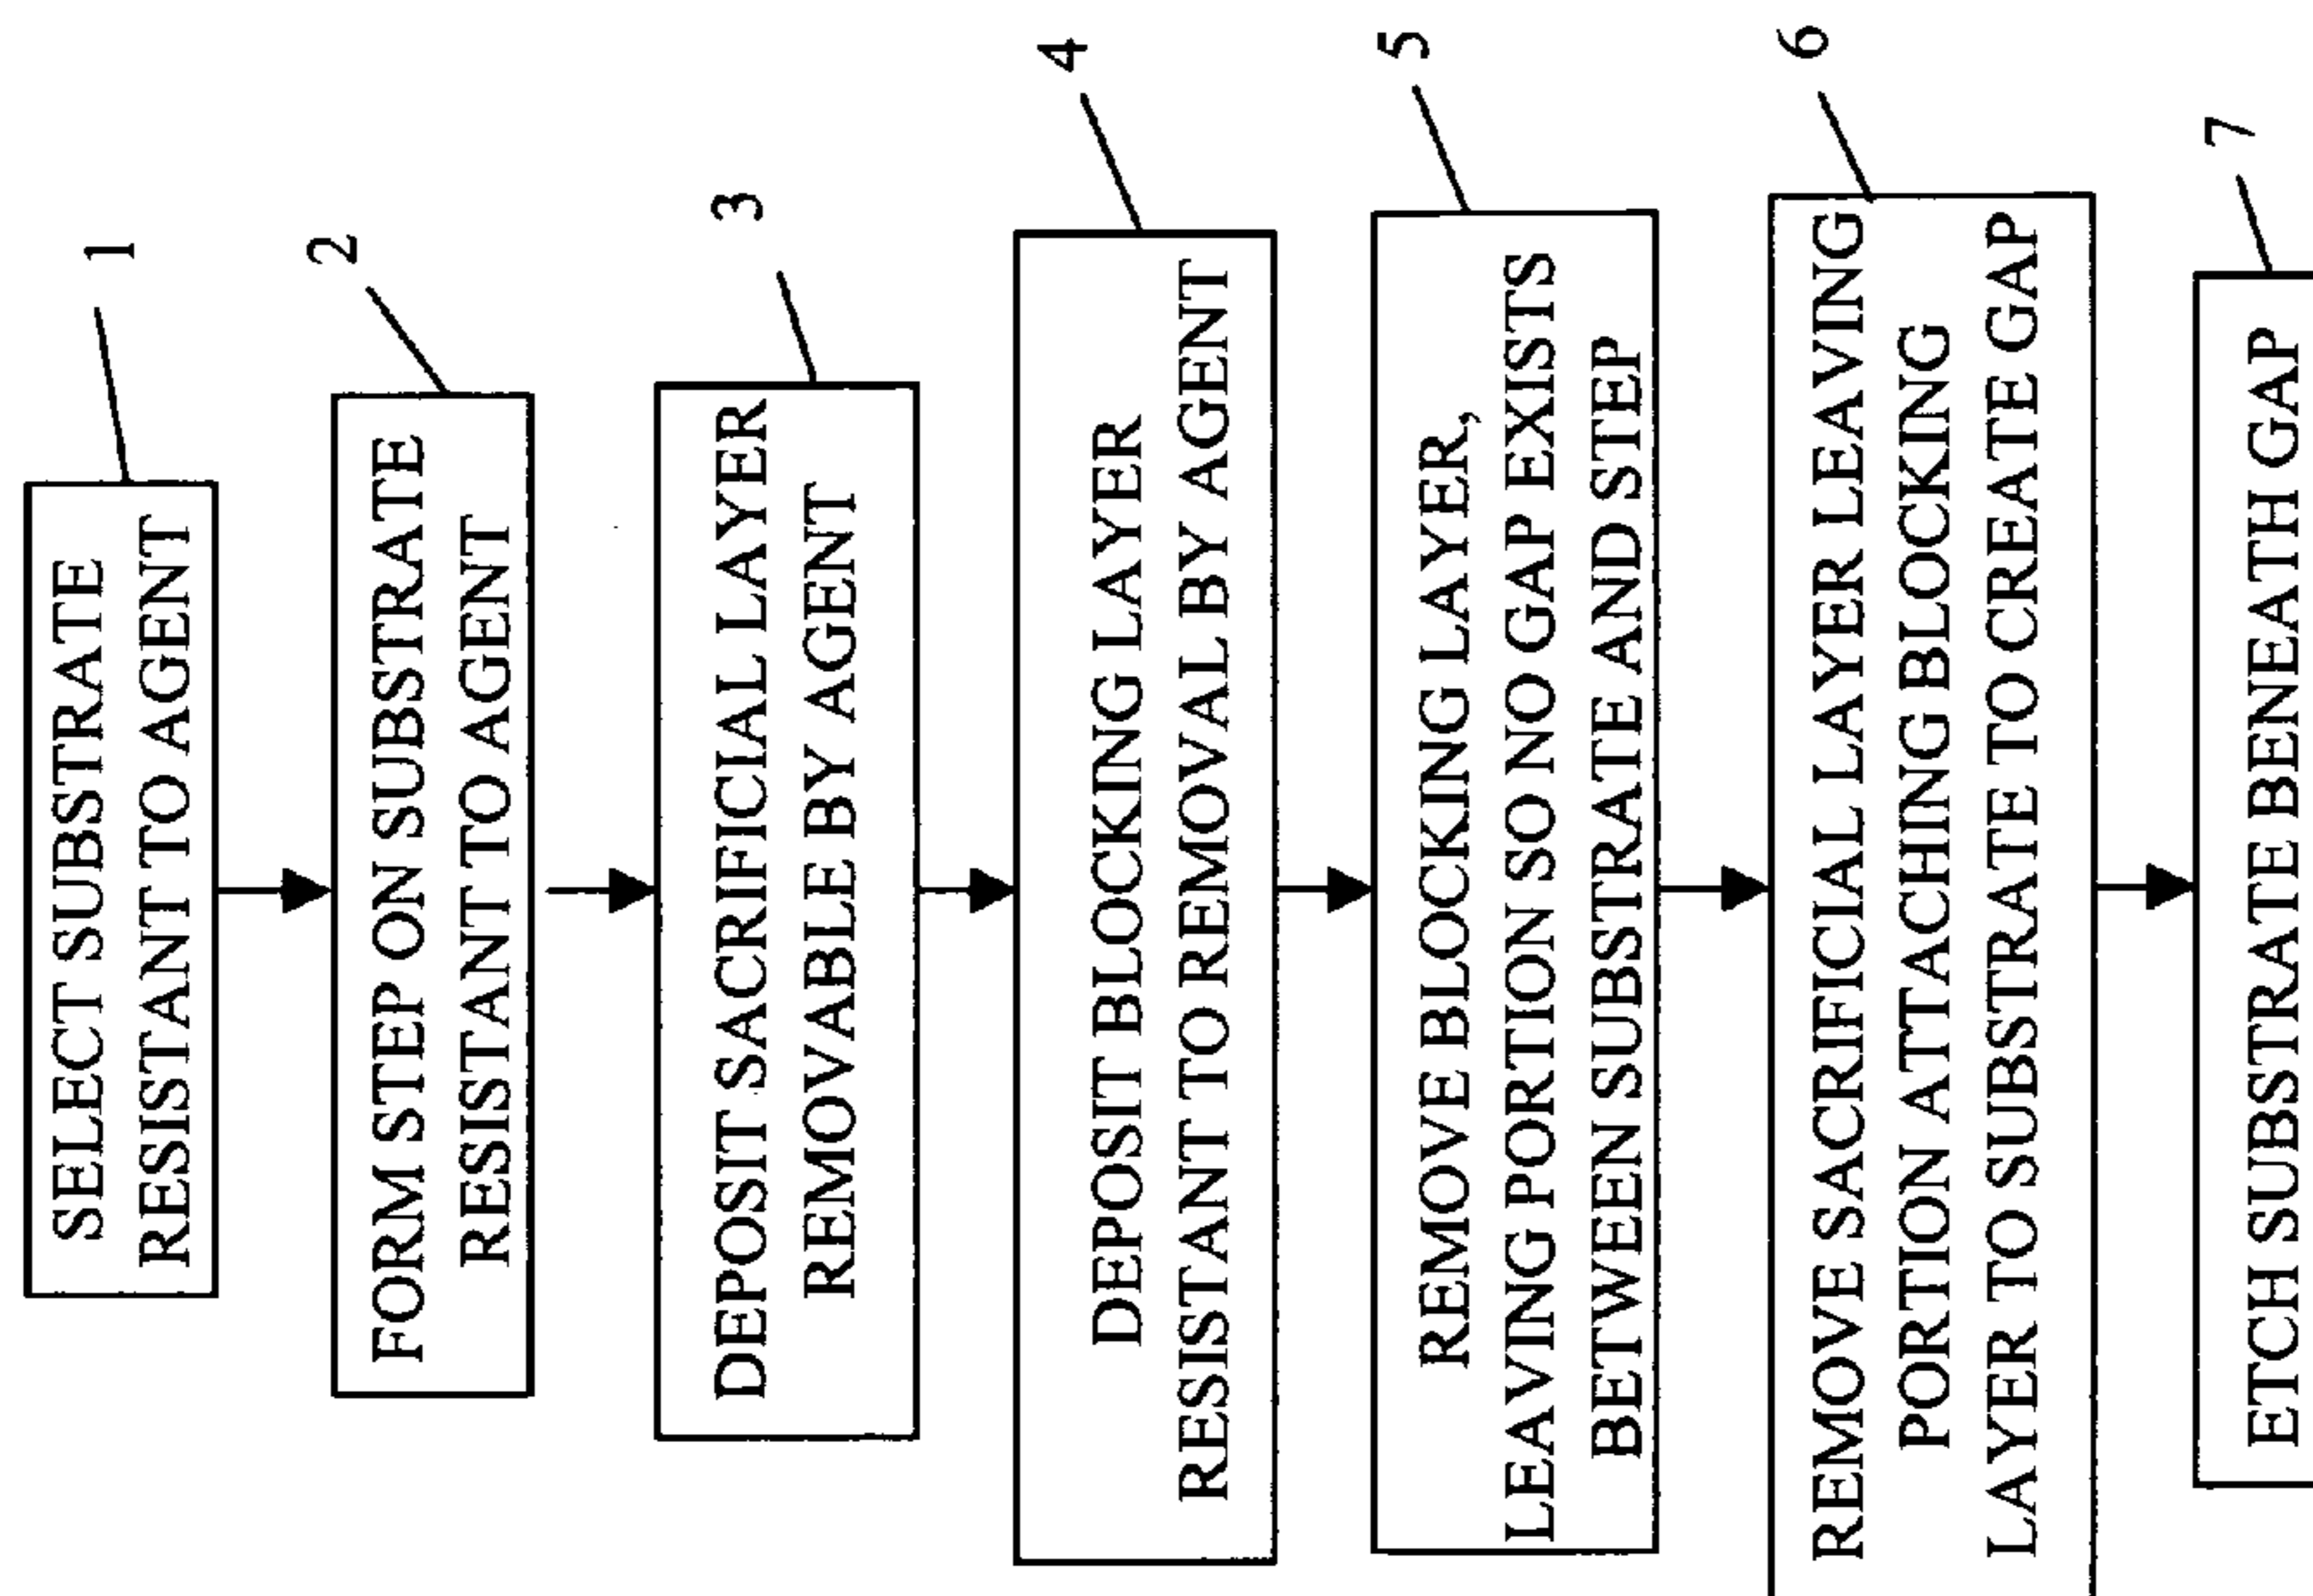 1
SELECT SUBSTRATE
RESISTANT TO AGENT
2
FORM STEP ON SUBSTRATE
RESISTANT TO AGENT
3
DEPOSIT SACRIFICIAL LAYER
REMOVABLE BY AGENT
4
DEPOSIT BLOCKING LAYER
RESISTANT TO REMOVAL BY AGENT
5
REMOVE BLOCKING LAYER,
LEAVING PORTION SO NO GAP EXISTS
BETWEEN SUBSTRATE AND STEP
6
REMOVE SACRIFICIAL LAYER LEAVING
PORTION ATTACHING BLOCKING
LAYER TO SUBSTRATE TO CREATE GAP
7
ETCH SUBSTRATE BENEATH GAP